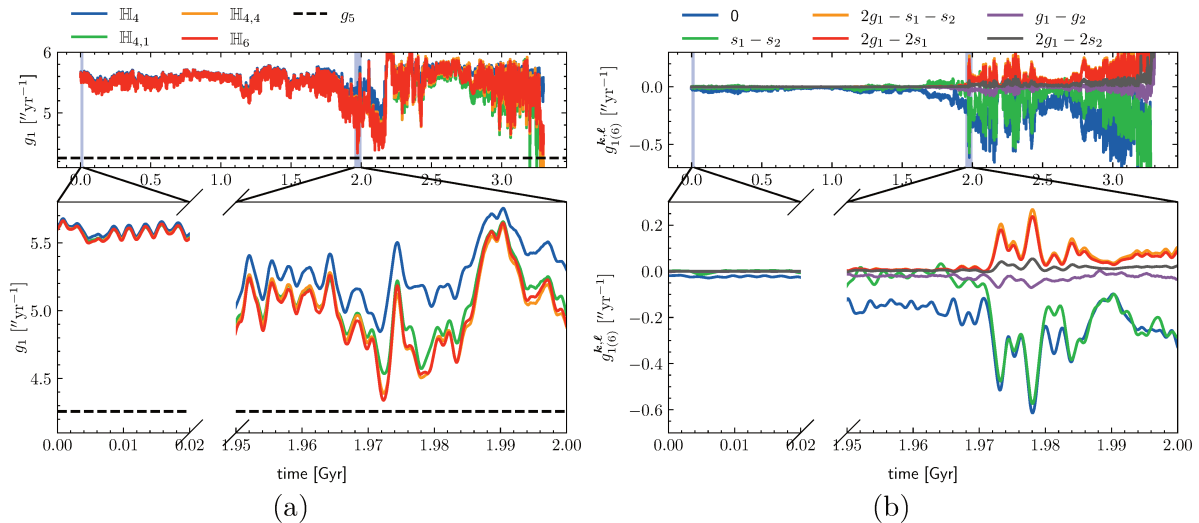 ℍ₄ ℍ₄,₄ g₅
ℍ₄,₁ ℍ₆
6
5
g₁ [″yr⁻¹]
0.0 0.5 1.0 1.5 2.0 2.5 3.0
5.5
5.0
4.5
g₁ [″yr⁻¹]
0.00 0.01 0.02 1.95 1.96 1.97 1.98 1.99 2.00
time [Gyr]
(a)
0 2g₁ − s₁ − s₂ g₁ − g₂
s₁ − s₂ 2g₁ − 2s₁ 2g₁ − 2s₂
0.0
−0.5
g₁₍₆₎^{k,ℓ} [″yr⁻¹]
0.0 0.5 1.0 1.5 2.0 2.5 3.0
0.2
0.0
−0.2
−0.4
−0.6
g₁₍₆₎^{k,ℓ} [″yr⁻¹]
0.00 0.01 0.02 1.95 1.96 1.97 1.98 1.99 2.00
time [Gyr]
(b)